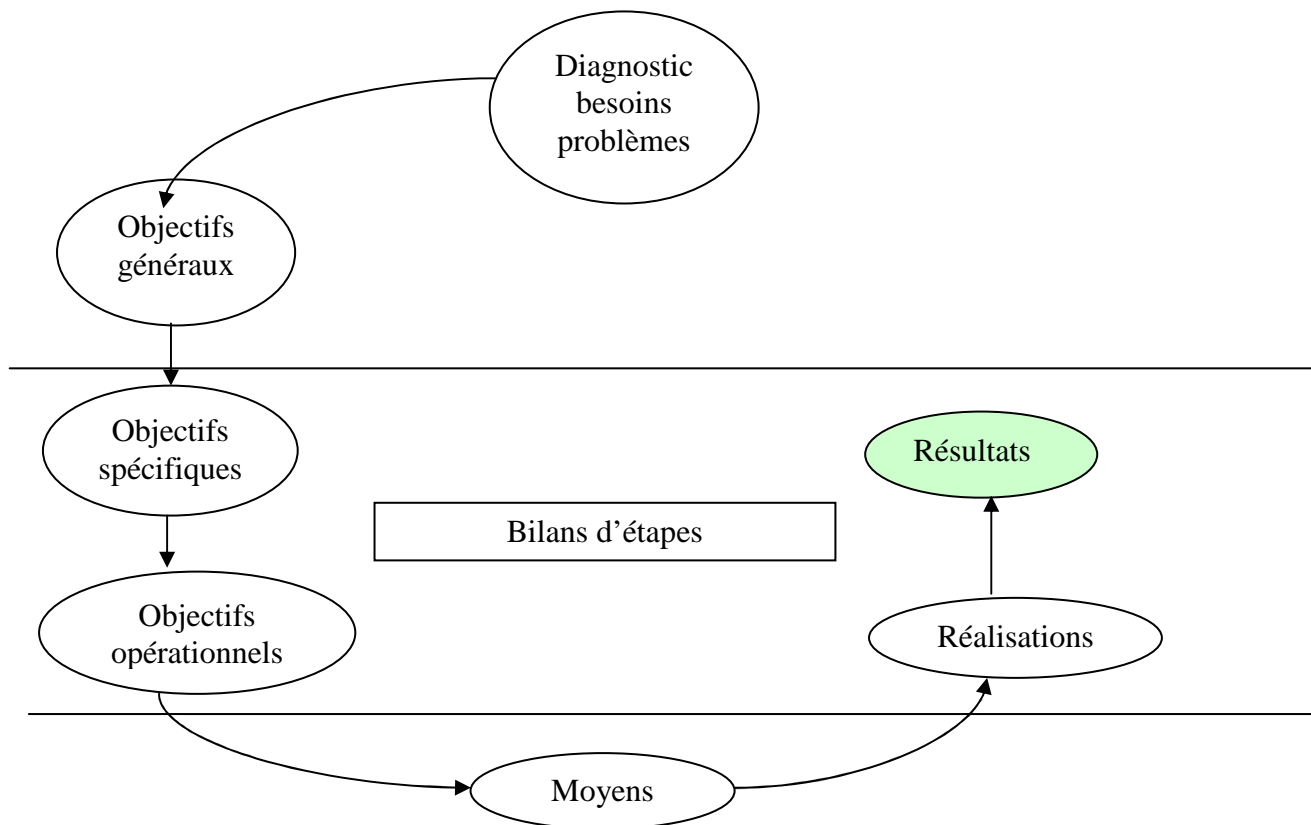 Diagnostic
besoins
problèmes
Objectifs
généraux
Objectifs
spécifiques
Résultats
Bilans d’étapes
Objectifs
opérationnels
Réalisations
Moyens